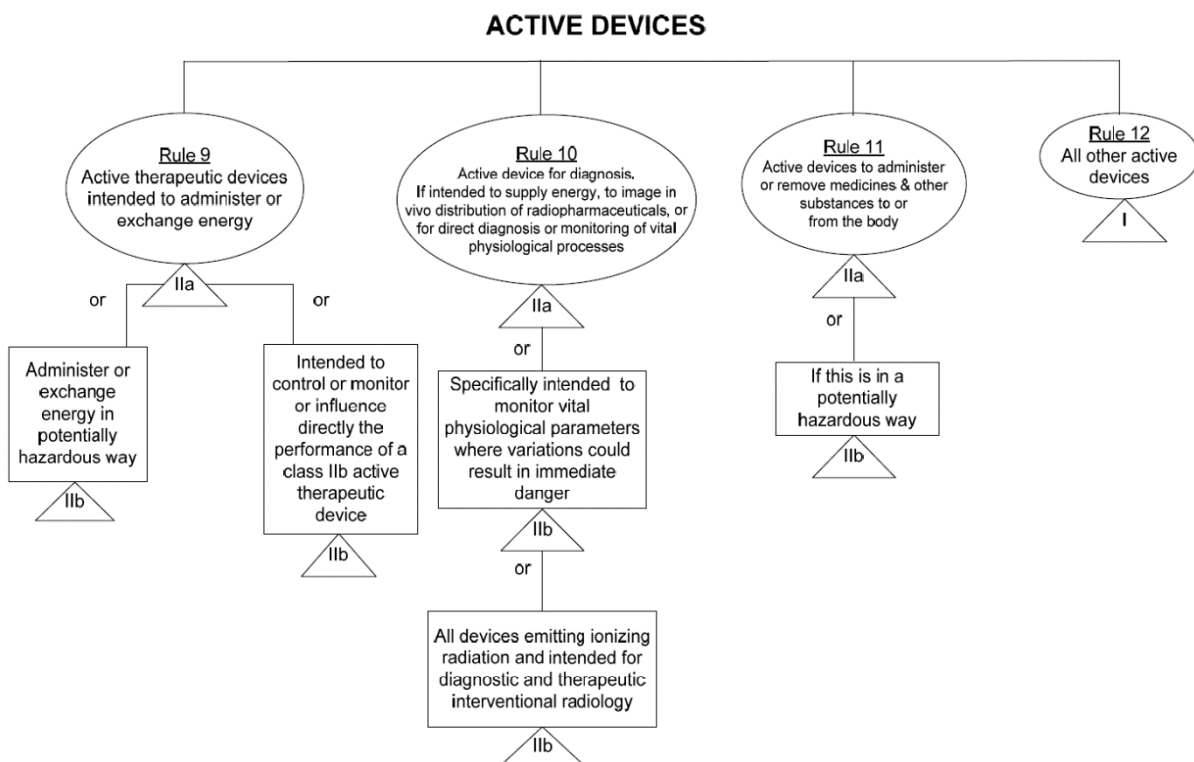 ACTIVE DEVICES
Rule 9
Active therapeutic devices
intended to administer or
exchange energy
IIa
or
or
Administer or
exchange
energy in
potentially
hazardous way
IIb
Intended to
control or monitor
or influence
directly the
performance of a
class IIb active
therapeutic
device
IIb
Rule 10
Active device for diagnosis.
If intended to supply energy, to image in
vivo distribution of radiopharmaceuticals, or
for direct diagnosis or monitoring of vital
physiological processes
IIa
or
Specifically intended to
monitor vital
physiological parameters
where variations could
result in immediate
danger
IIb
or
All devices emitting ionizing
radiation and intended for
diagnostic and therapeutic
interventional radiology
IIb
Rule 11
Active devices to administer
or remove medicines & other
substances to or
from the body
IIa
or
If this is in a
potentially
hazardous way
IIb
Rule 12
All other active
devices
I